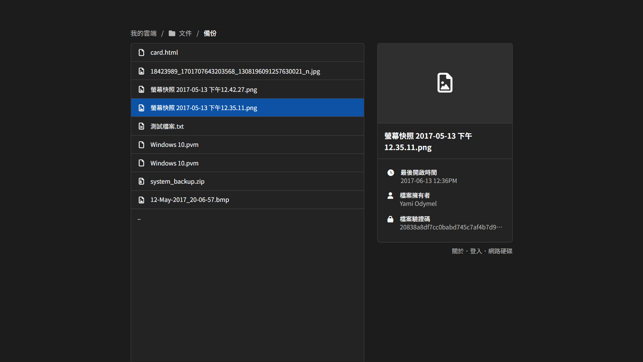 我的雲端 / 文件 / 備份
card.html
18423989_1701707643203568_1308196091257630021_n.jpg
螢幕快照 2017-05-13 下午12.42.27.png
螢幕快照 2017-05-13 下午12.35.11.png
測試檔案.txt
Windows 10.pvm
Windows 10.pvm
system_backup.zip
12-May-2017_20-06-57.bmp
..
螢幕快照 2017-05-13 下午
12.35.11.png
最後開啟時間
2017-06-13 12:36PM
檔案擁有者
Yami Odymel
檔案驗證碼
20838a8df7cc0babd745c7af4b7d9⋯
關於・登入・網路硬碟